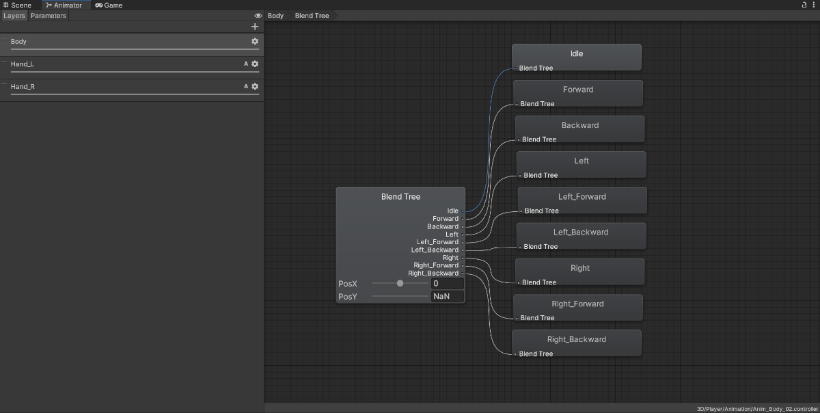 Scene Animator Game
Layers Parameters
Body Blend Tree
Body
Hand_L A
Hand_R A
Idle
Blend Tree
Forward
Blend Tree
Backward
Blend Tree
Left
Blend Tree
Left_Forward
Blend Tree
Left_Backward
Blend Tree
Right
Blend Tree
Right_Forward
Blend Tree
Right_Backward
Blend Tree
Blend Tree
Idle
Forward
Backward
Left
Left_Forward
Left_Backward
Right
Right_Forward
Right_Backward
PosX 0
PosY NaN
3D/Player/Animation/Anim_Body_02.controller